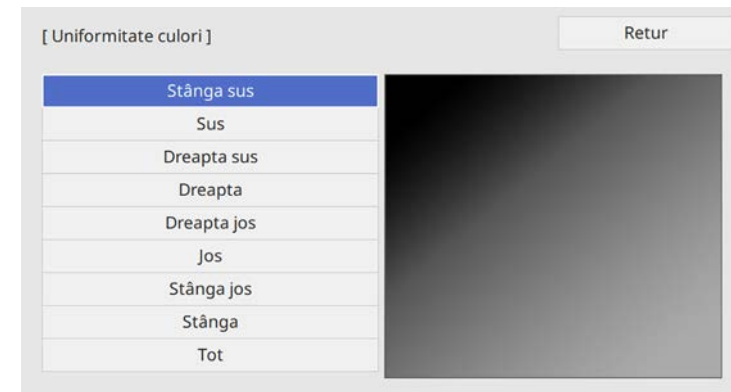 [ Uniformitate culori ]
Retur
Stânga sus
Sus
Dreapta sus
Dreapta
Dreapta jos
Jos
Stânga jos
Stânga
Tot